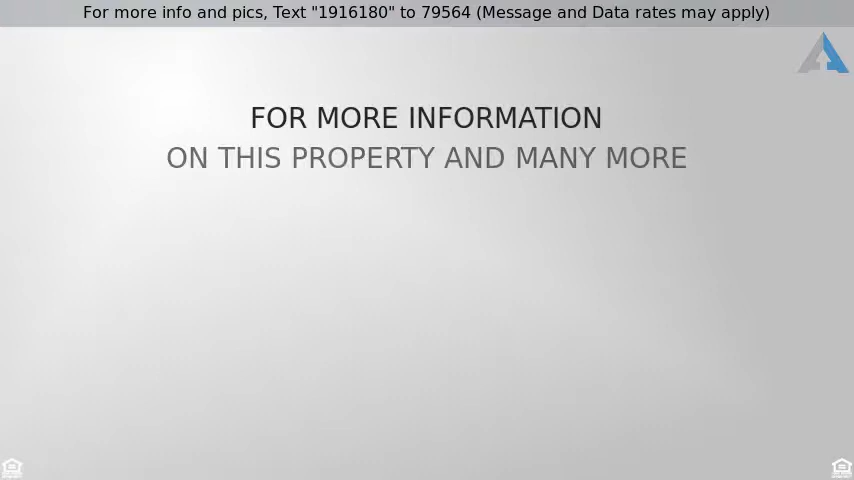 For more info and pics, Text "1916180" to 79564 (Message and Data rates may apply)
FOR MORE INFORMATION
ON THIS PROPERTY AND MANY MORE